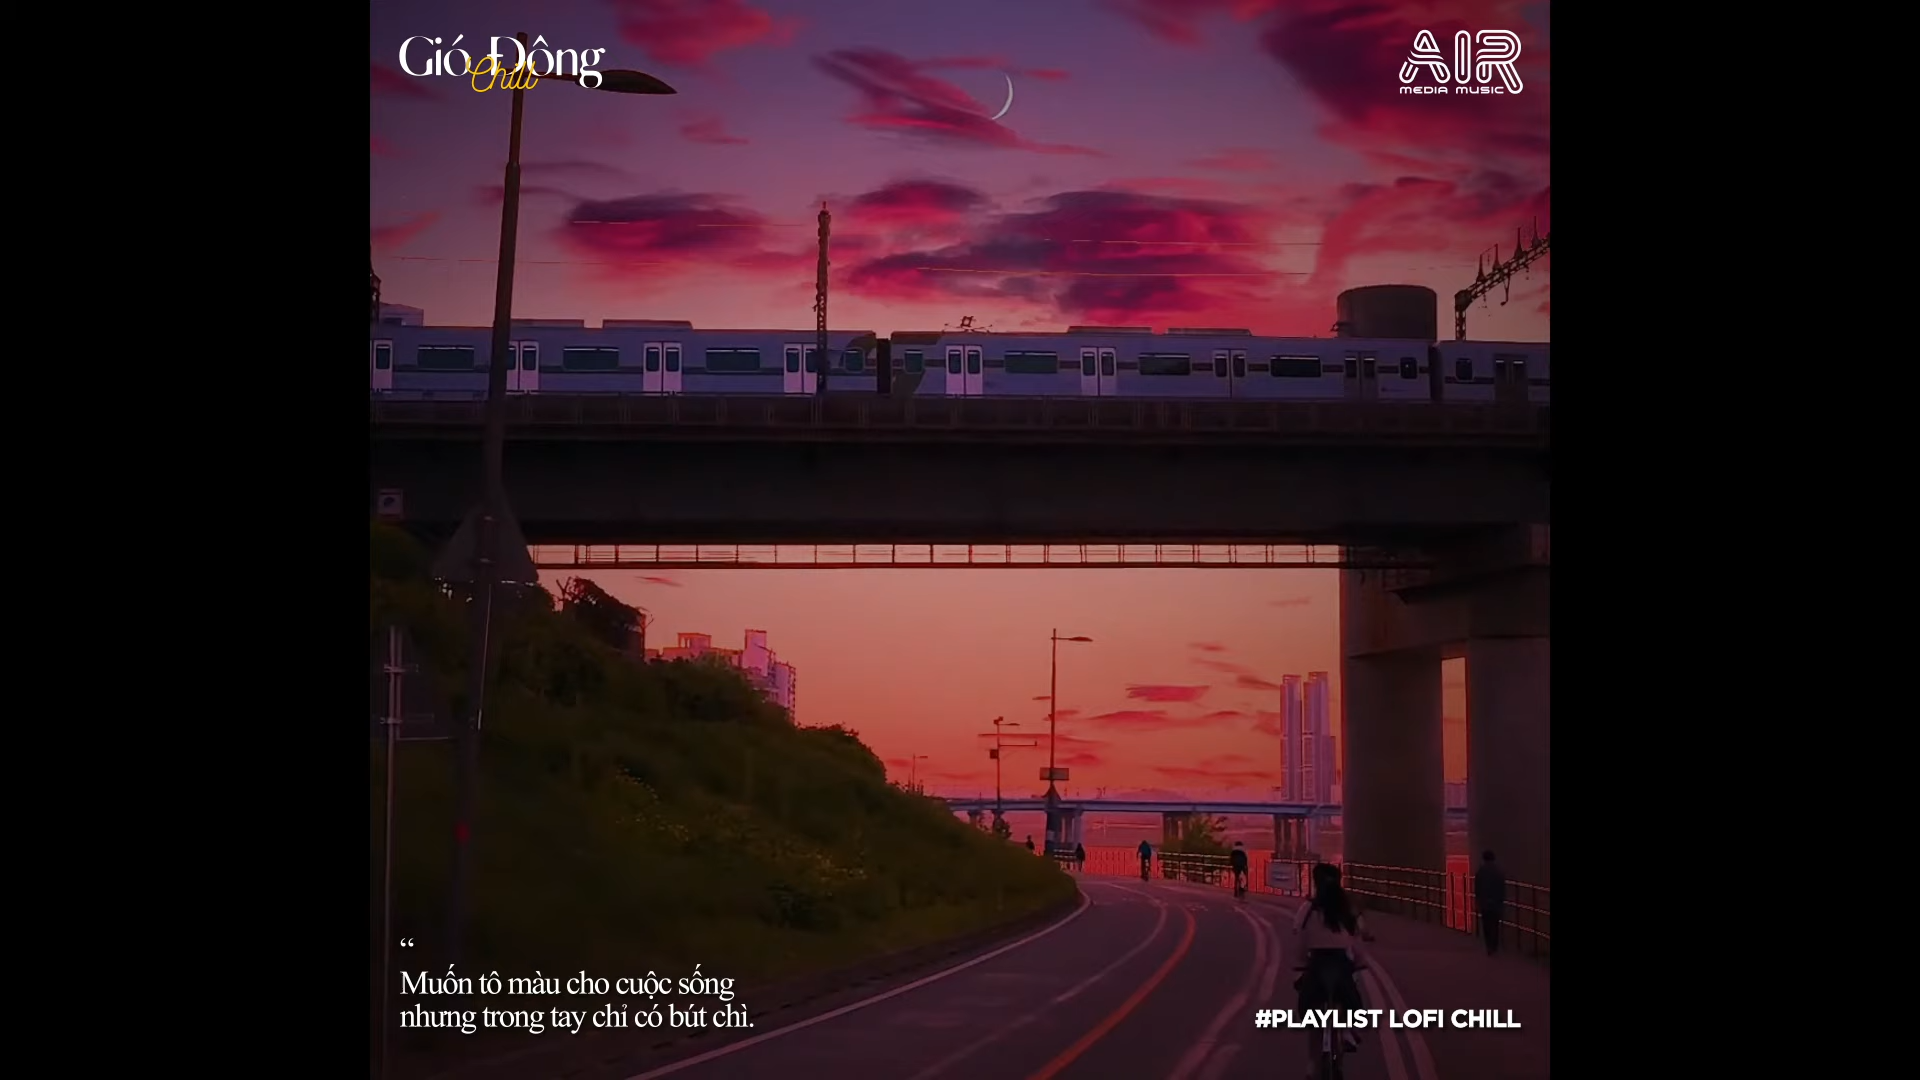 Gió Đông
Chill
AIR
MEDIA MUSIC
“
Muốn tô màu cho cuộc sống
nhưng trong tay chỉ có bút chì.
#PLAYLIST LOFI CHILL